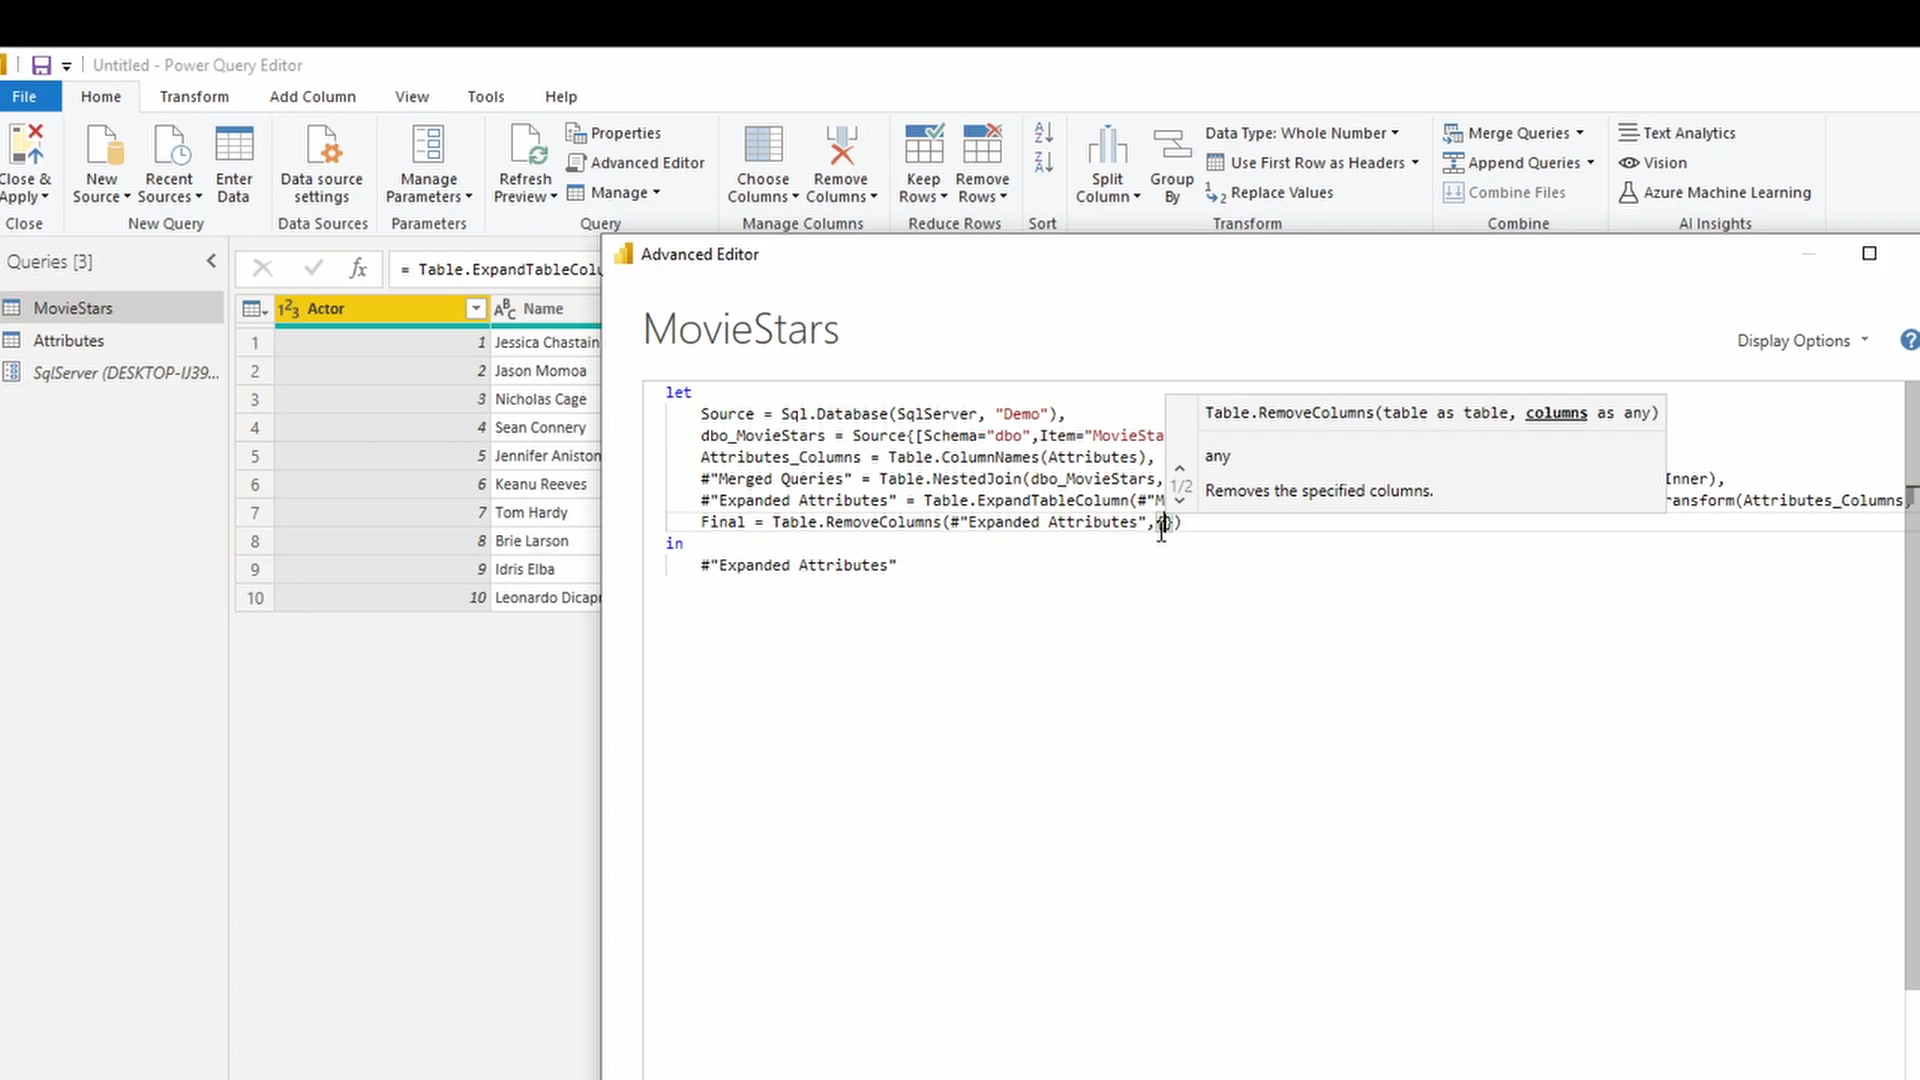 Untitled - Power Query Editor
File Home Transform Add Column View Tools Help
Close & Apply
New Source
Recent Sources
Enter Data
Data source settings
Manage Parameters
Refresh Preview
Properties
Advanced Editor
Manage
Choose Columns
Remove Columns
Keep Rows
Remove Rows
Split Column
Group By
Data Type: Whole Number
Use First Row as Headers
Replace Values
Merge Queries
Append Queries
Combine Files
Text Analytics
Vision
Azure Machine Learning
Close New Query Data Sources Parameters Query Manage Columns Reduce Rows Sort Transform Combine AI Insights
Queries [3]
MovieStars
Attributes
SqlServer (DESKTOP-IJ39...
fx = Table.ExpandTableColu
1²3 Actor ABC Name
1 1 Jessica Chastain
2 2 Jason Momoa
3 3 Nicholas Cage
4 4 Sean Connery
5 5 Jennifer Aniston
6 6 Keanu Reeves
7 7 Tom Hardy
8 8 Brie Larson
9 9 Idris Elba
10 10 Leonardo Dicapr
Advanced Editor
MovieStars
Display Options ?
let
Source = Sql.Database(SqlServer, "Demo"),
dbo_MovieStars = Source{[Schema="dbo",Item="MovieSta
Attributes_Columns = Table.ColumnNames(Attributes),
#"Merged Queries" = Table.NestedJoin(dbo_MovieStars, Inner),
#"Expanded Attributes" = Table.ExpandTableColumn(#"M ransform(Attributes_Columns,
Final = Table.RemoveColumns(#"Expanded Attributes",{})
in
#"Expanded Attributes"
Table.RemoveColumns(table as table, columns as any)
any
1/2
Removes the specified columns.